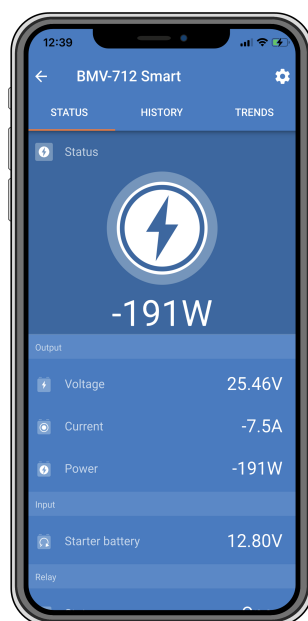 12:39
BMV-712 Smart
STATUS HISTORY TRENDS
Status
-191W
Output
Voltage 25.46V
Current -7.5A
Power -191W
Input
Starter battery 12.80V
Relay